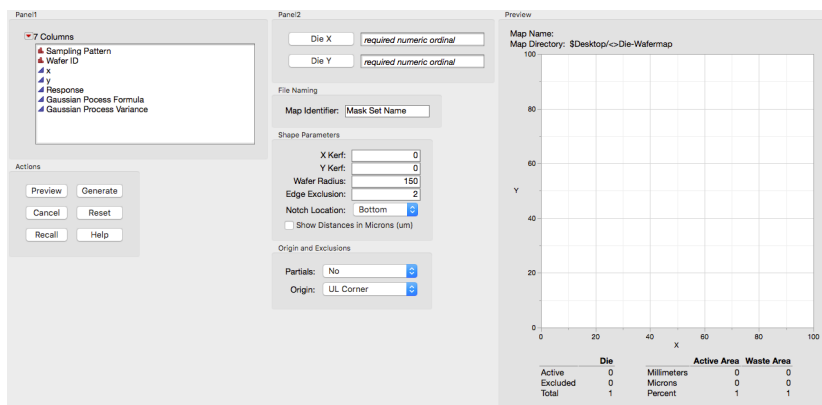 Panel1
7 Columns
Sampling Pattern
Wafer ID
x
y
Response
Gaussian Pocess Formula
Gaussian Process Variance
Actions
Preview Generate
Cancel Reset
Recall Help
Panel2
Die X required numeric ordinal
Die Y required numeric ordinal
File Naming
Map Identifier: Mask Set Name
Shape Parameters
X Kerf: 0
Y Kerf: 0
Wafer Radius: 150
Edge Exclusion: 2
Notch Location: Bottom
Show Distances in Microns (um)
Origin and Exclusions
Partials: No
Origin: UL Corner
Preview
Map Name:
Map Directory: $Desktop/<>Die-Wafermap
100
80
60
Y
40
20
0
0 20 40 60 80 100
X
Die
Active 0
Excluded 0
Total 1
Active Area Waste Area
Millimeters 0 0
Microns 0 0
Percent 1 1